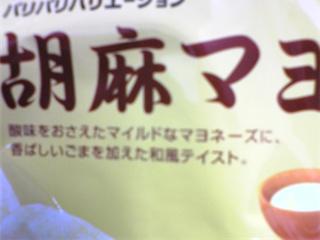 パリパリバリエーション
胡麻マヨ
酸味をおさえたマイルドなマヨネーズに、
香ばしいごまを加えた和風テイスト。